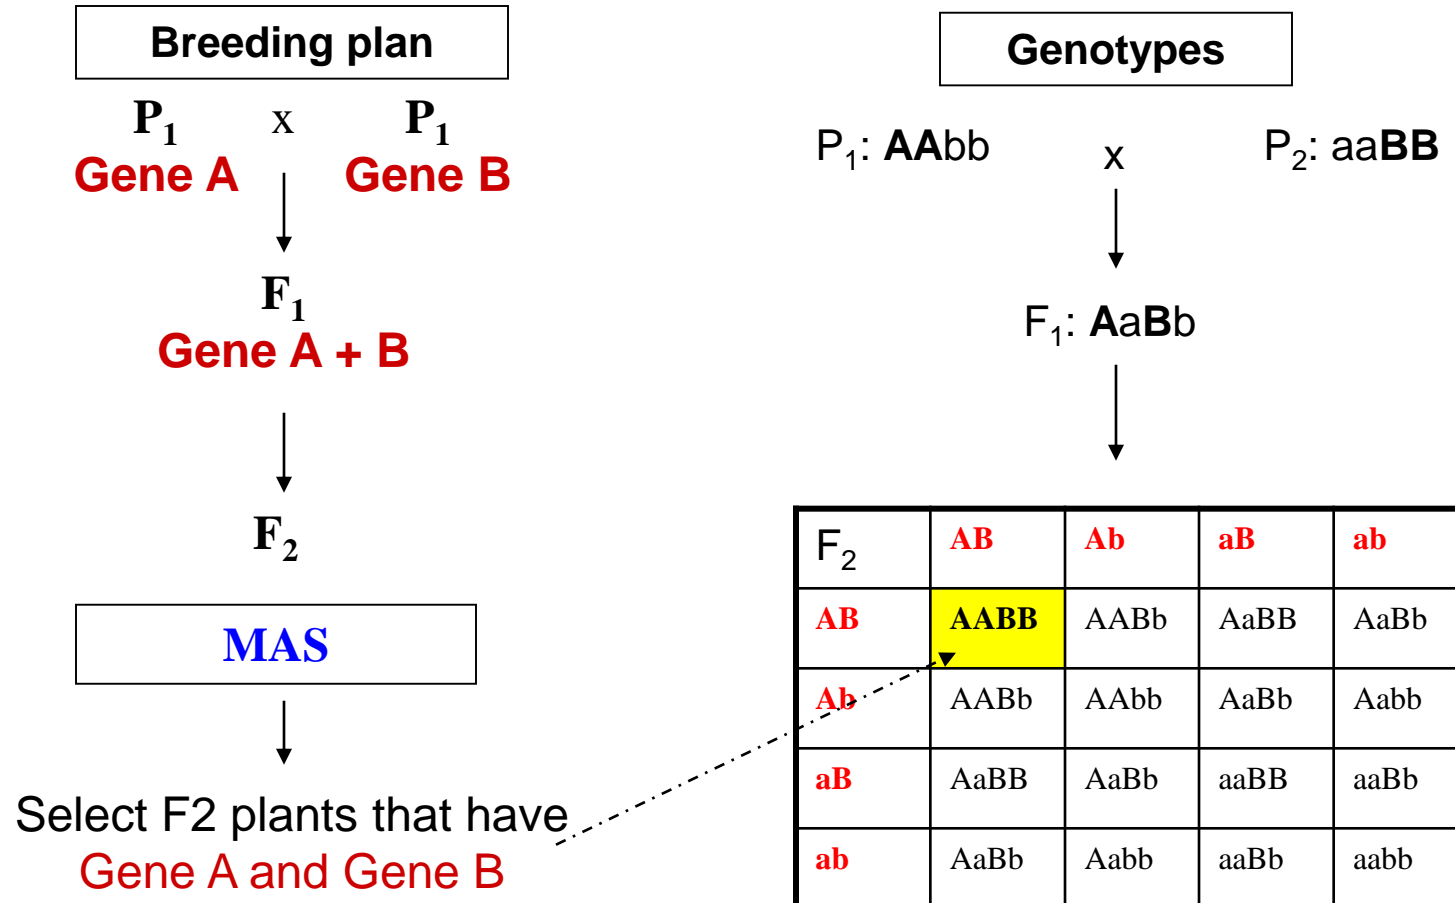 Breeding plan
P1 x P1
Gene A Gene B
F1
Gene A + B
F2
MAS
Select F2 plants that have
Gene A and Gene B
Genotypes
P1: AAbb x P2: aaBB
F1: AaBb
F2 AB Ab aB ab
AB AABB AABb AaBB AaBb
Ab AABb AAbb AaBb Aabb
aB AaBB AaBb aaBB aaBb
ab AaBb Aabb aaBb aabb